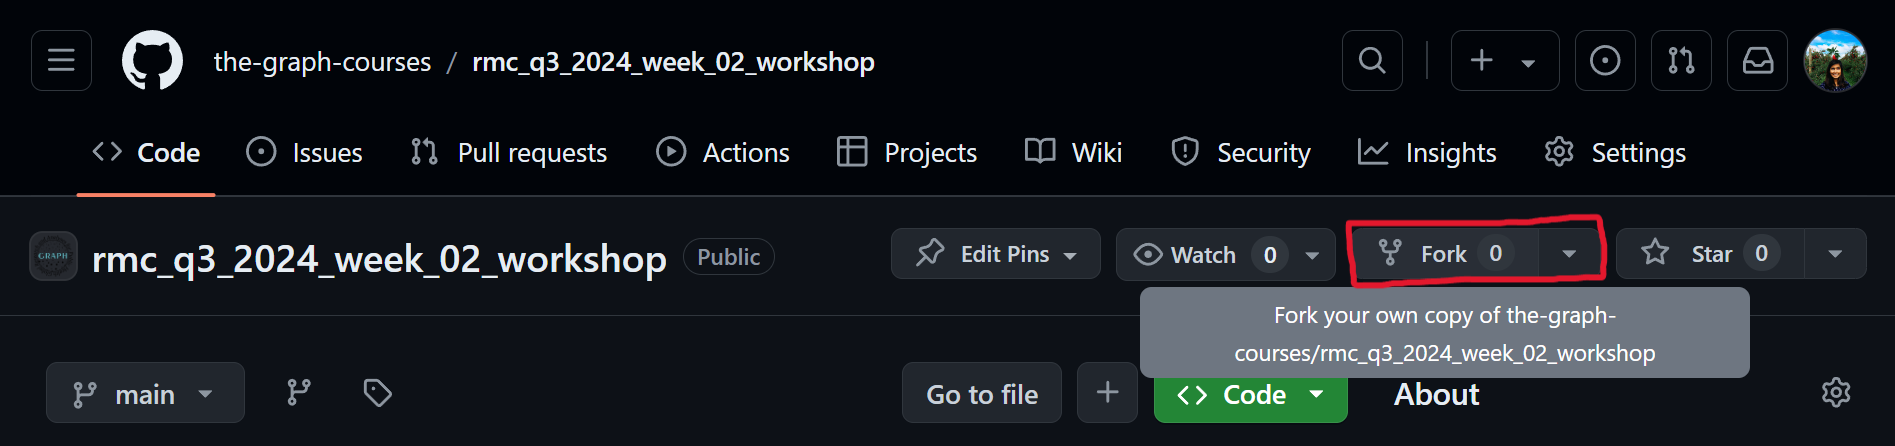 the-graph-courses / rmc_q3_2024_week_02_workshop
Code Issues Pull requests Actions Projects Wiki Security Insights Settings
GRAPH rmc_q3_2024_week_02_workshop Public Edit Pins Watch 0 Fork 0 Star 0
Fork your own copy of the-graph-
courses/rmc_q3_2024_week_02_workshop
main Go to file Code About